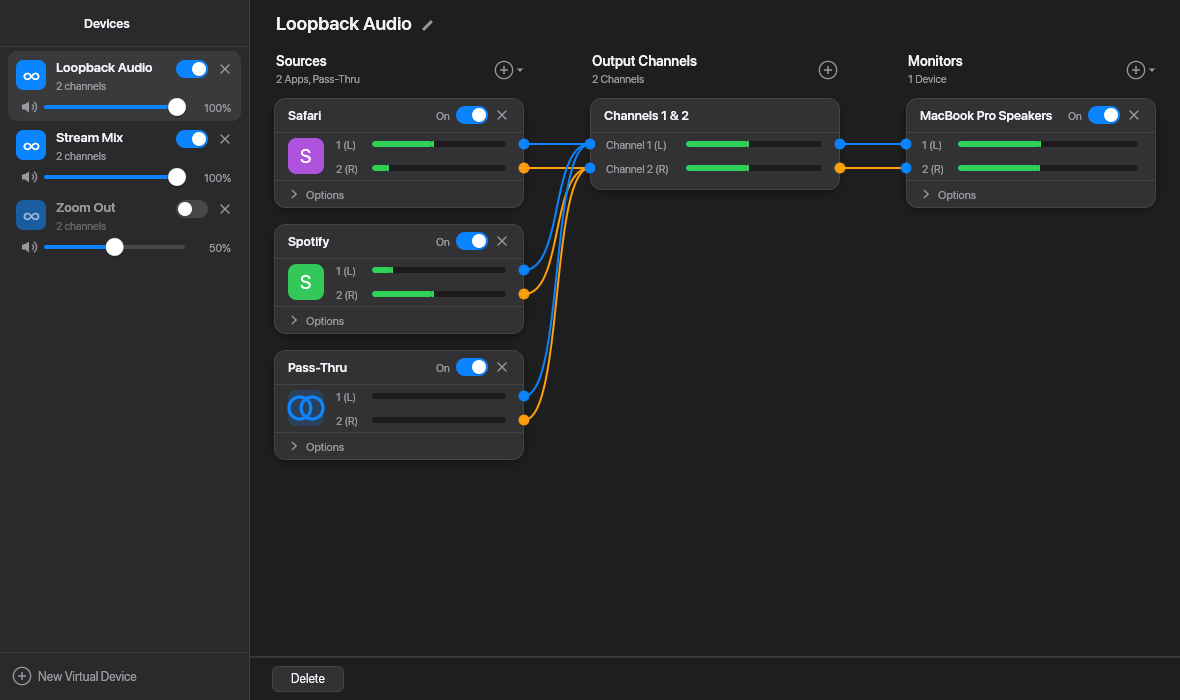 Devices
Loopback Audio
2 channels
100%
Stream Mix
2 channels
100%
Zoom Out
2 channels
50%
New Virtual Device
Loopback Audio
Sources
2 Apps, Pass-Thru
Safari
On
S
1 (L)
2 (R)
Options
Spotify
On
S
1 (L)
2 (R)
Options
Pass-Thru
On
1 (L)
2 (R)
Options
Output Channels
2 Channels
Channels 1 & 2
Channel 1 (L)
Channel 2 (R)
Monitors
1 Device
MacBook Pro Speakers
On
1 (L)
2 (R)
Options
Delete